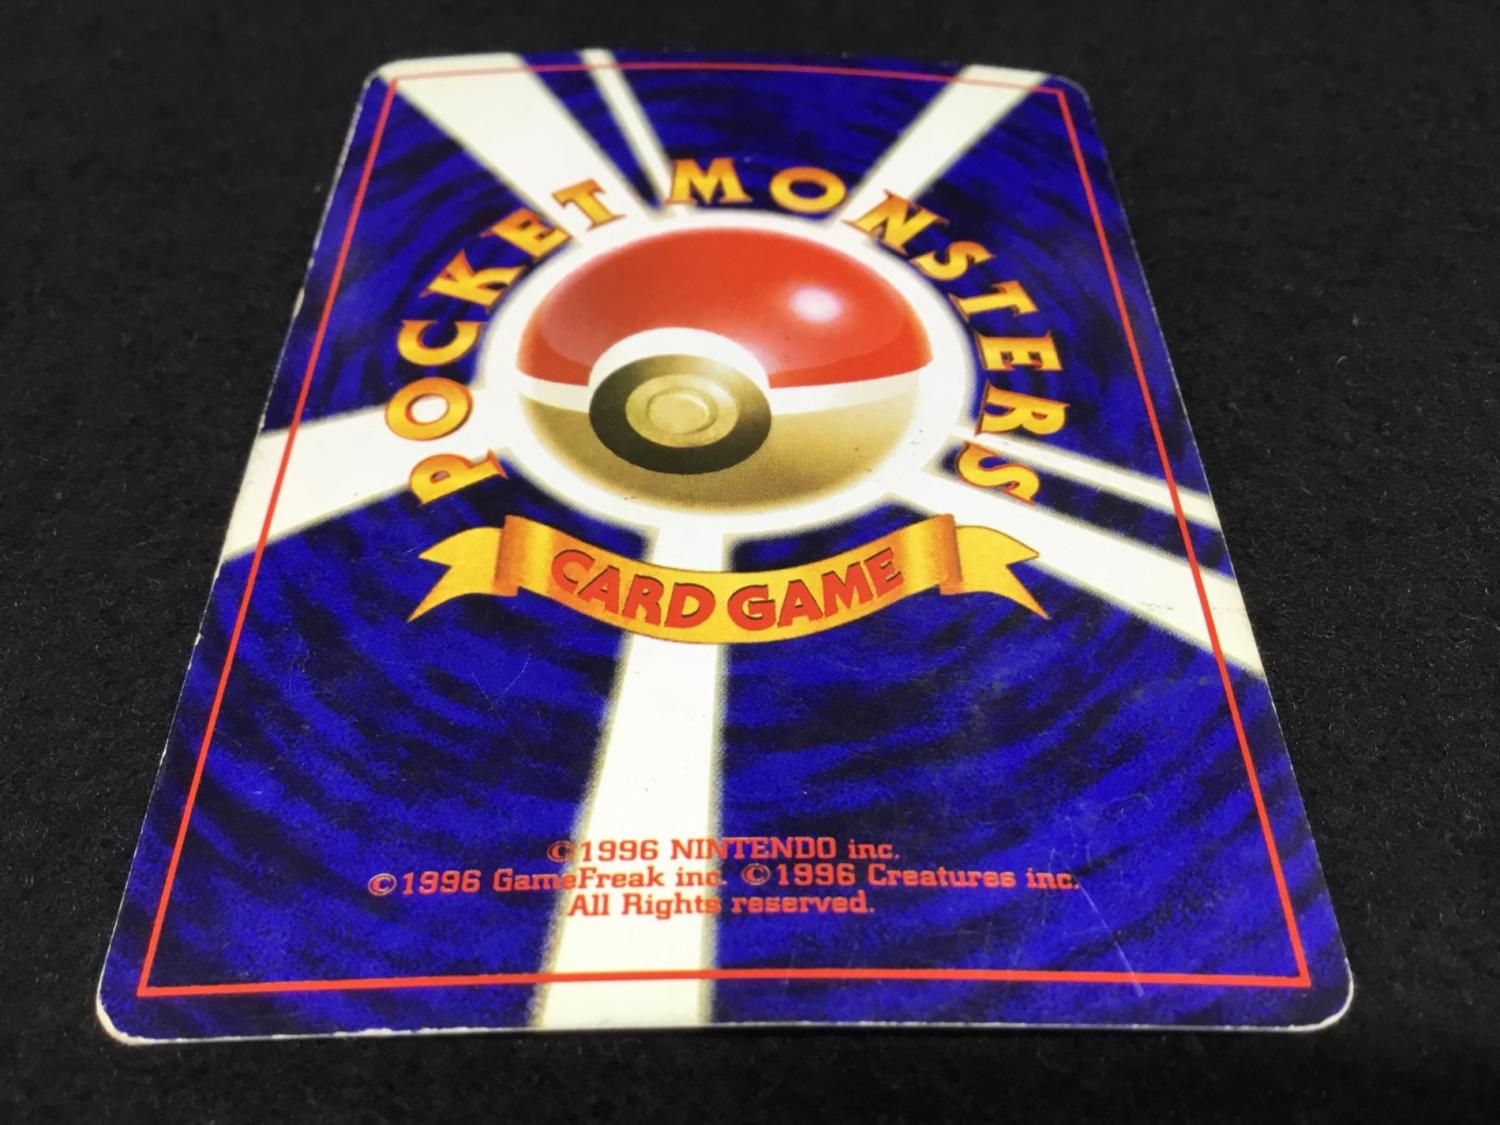 POCKET MONSTERS
CARD GAME
©1996 NINTENDO inc.
©1996 GameFreak inc. ©1996 Creatures inc.
All Rights reserved.